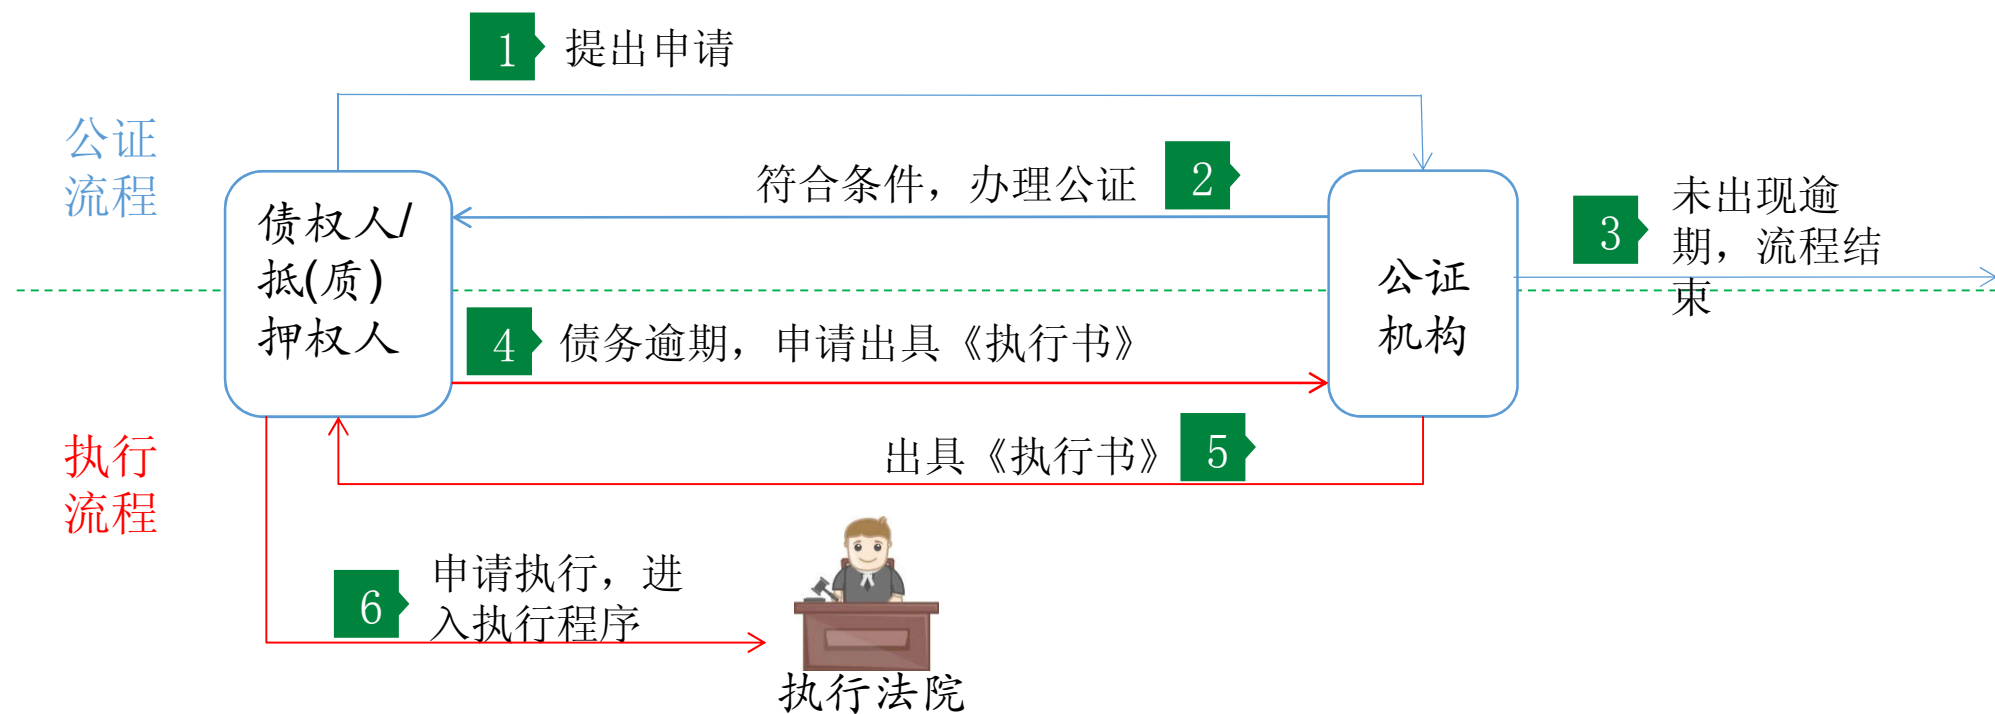 1 提出申请
公证
流程
符合条件，办理公证 2
债权人/
抵(质)
押权人
公证
机构
3
未出现逾
期，流程结
束
4 债务逾期，申请出具《执行书》
出具《执行书》 5
执行
流程
6
申请执行，进
入执行程序
执行法院